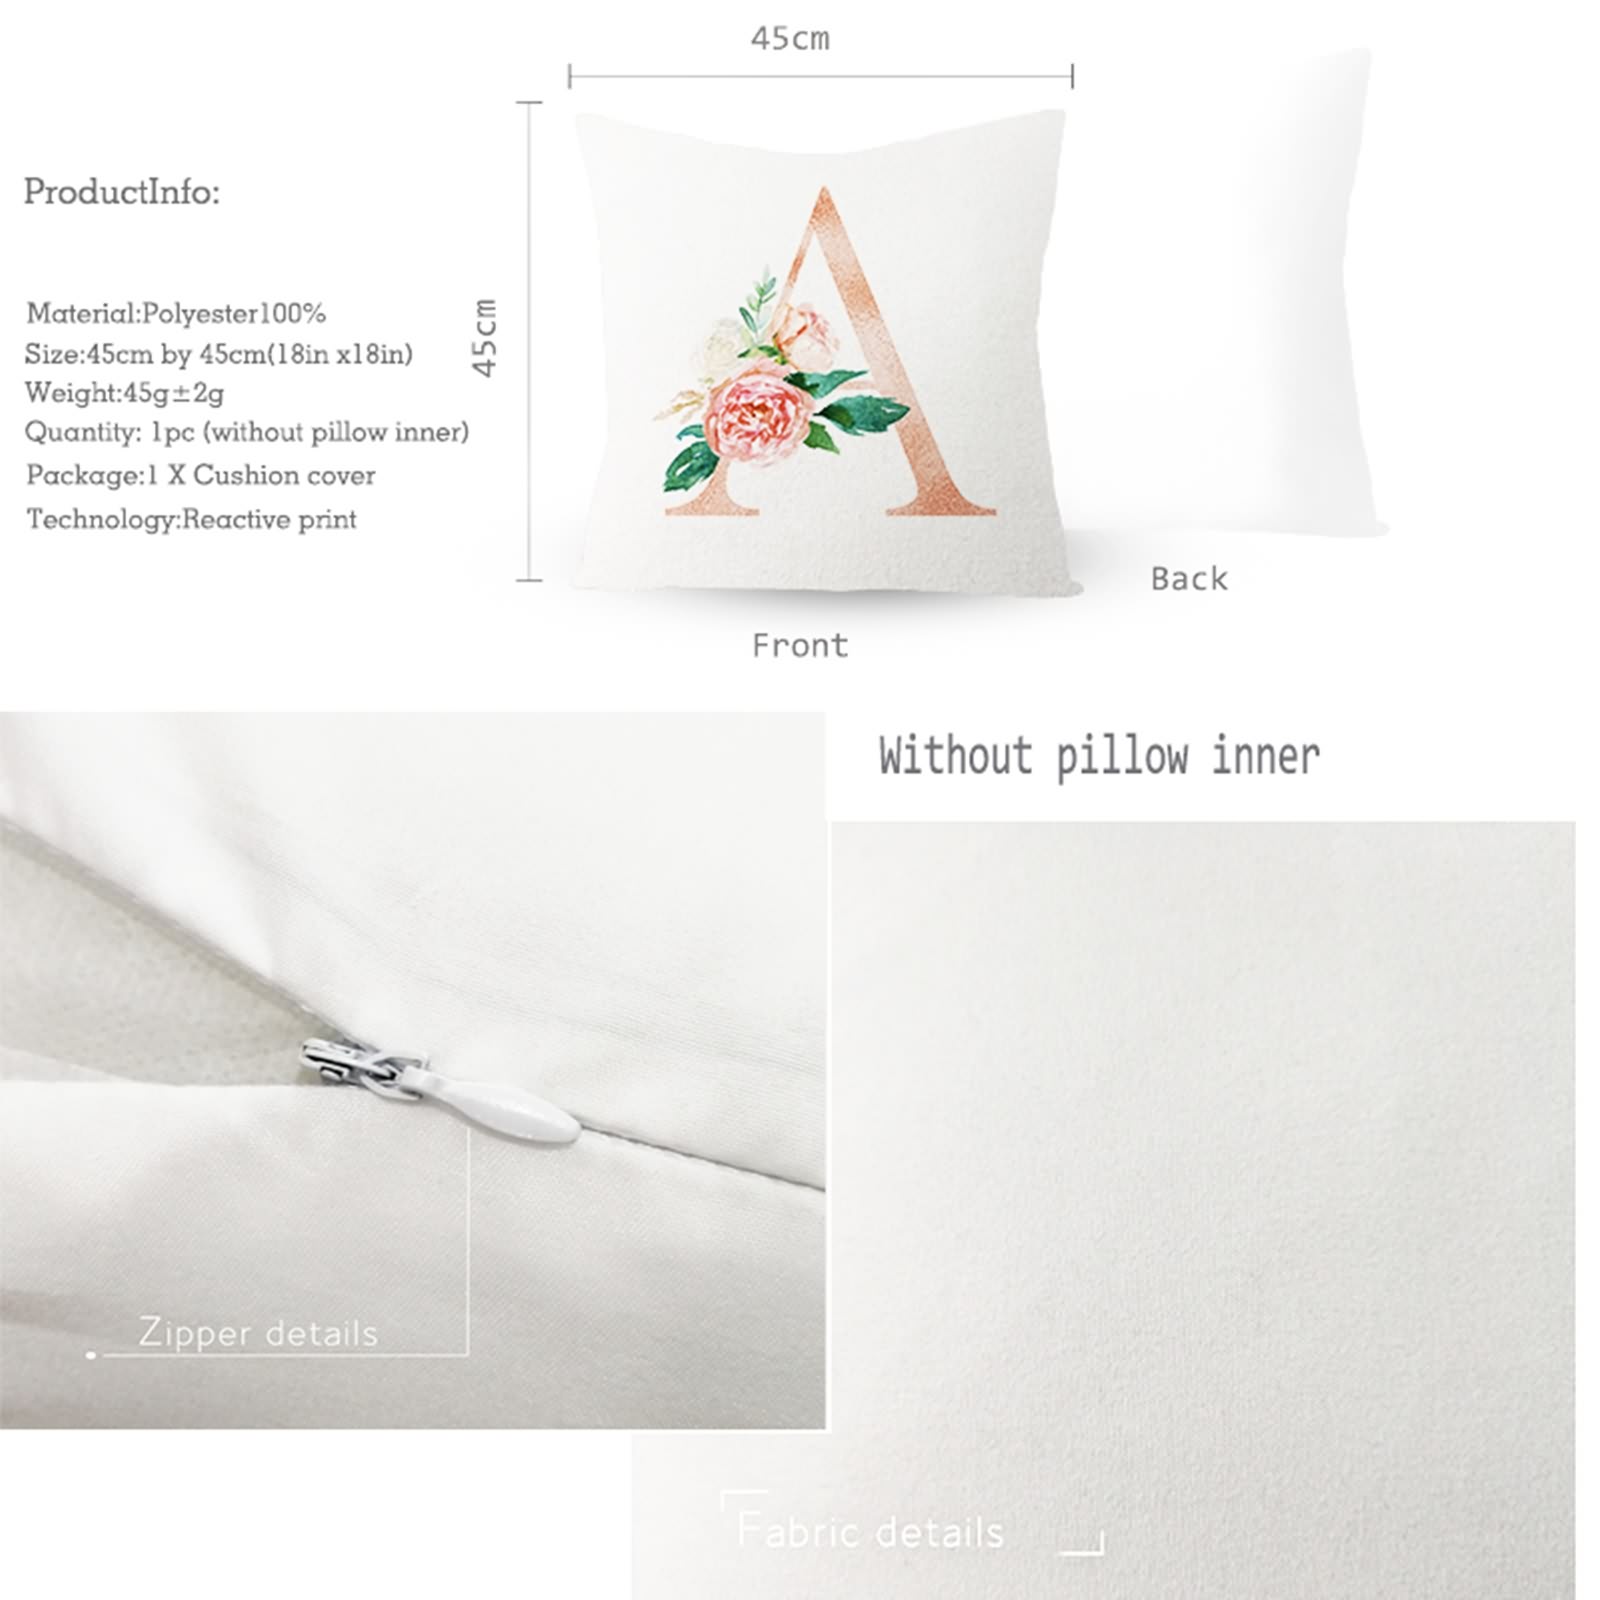 45cm
45cm
ProductInfo:
Material:Polyester100%
Size:45cm by 45cm(18in x18in)
Weight:45g±2g
Quantity: 1pc (without pillow inner)
Package:1 X Cushion cover
Technology:Reactive print
A
Back
Front
Without pillow inner
Zipper details
Fabric details